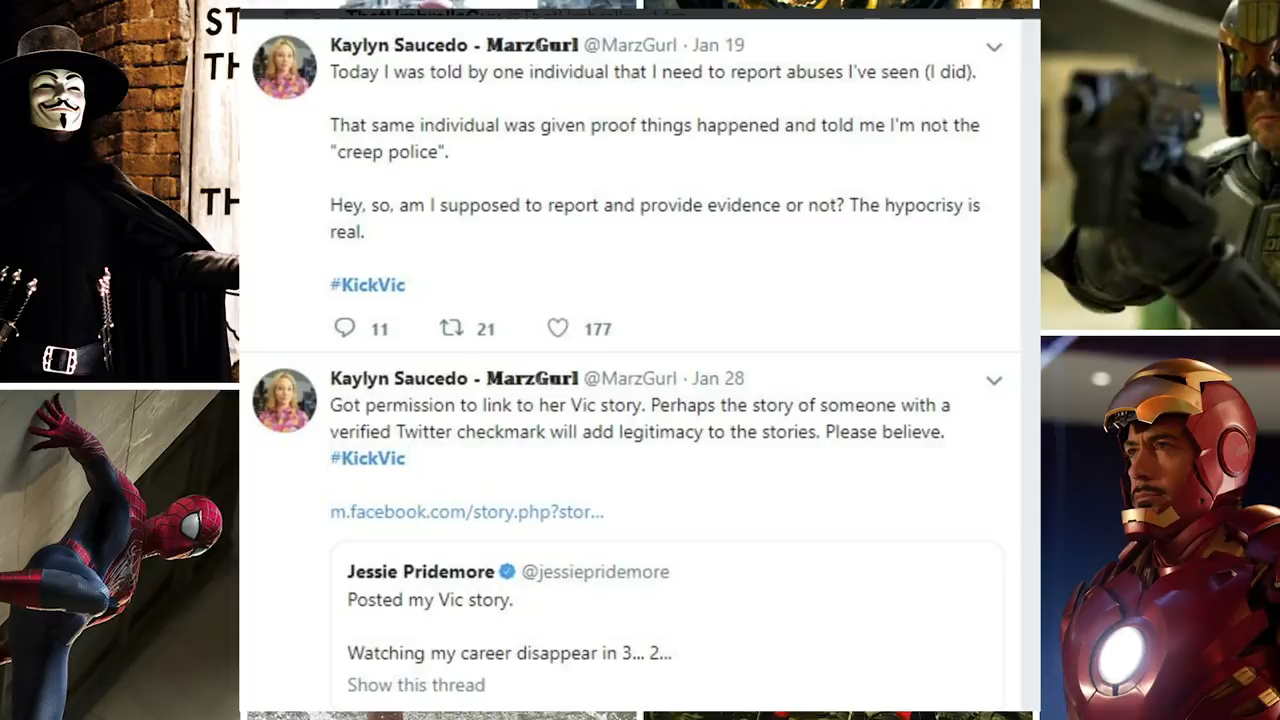 ST
TH
TH
Kaylyn Saucedo - MarzGurl @MarzGurl · Jan 19
Today I was told by one individual that I need to report abuses I've seen (I did).
That same individual was given proof things happened and told me I'm not the
"creep police".
Hey, so, am I supposed to report and provide evidence or not? The hypocrisy is
real.
#KickVic
11 21 177
Kaylyn Saucedo - MarzGurl @MarzGurl · Jan 28
Got permission to link to her Vic story. Perhaps the story of someone with a
verified Twitter checkmark will add legitimacy to the stories. Please believe.
#KickVic
m.facebook.com/story.php?stor...
Jessie Pridemore @jessiepridemore
Posted my Vic story.
Watching my career disappear in 3... 2...
Show this thread